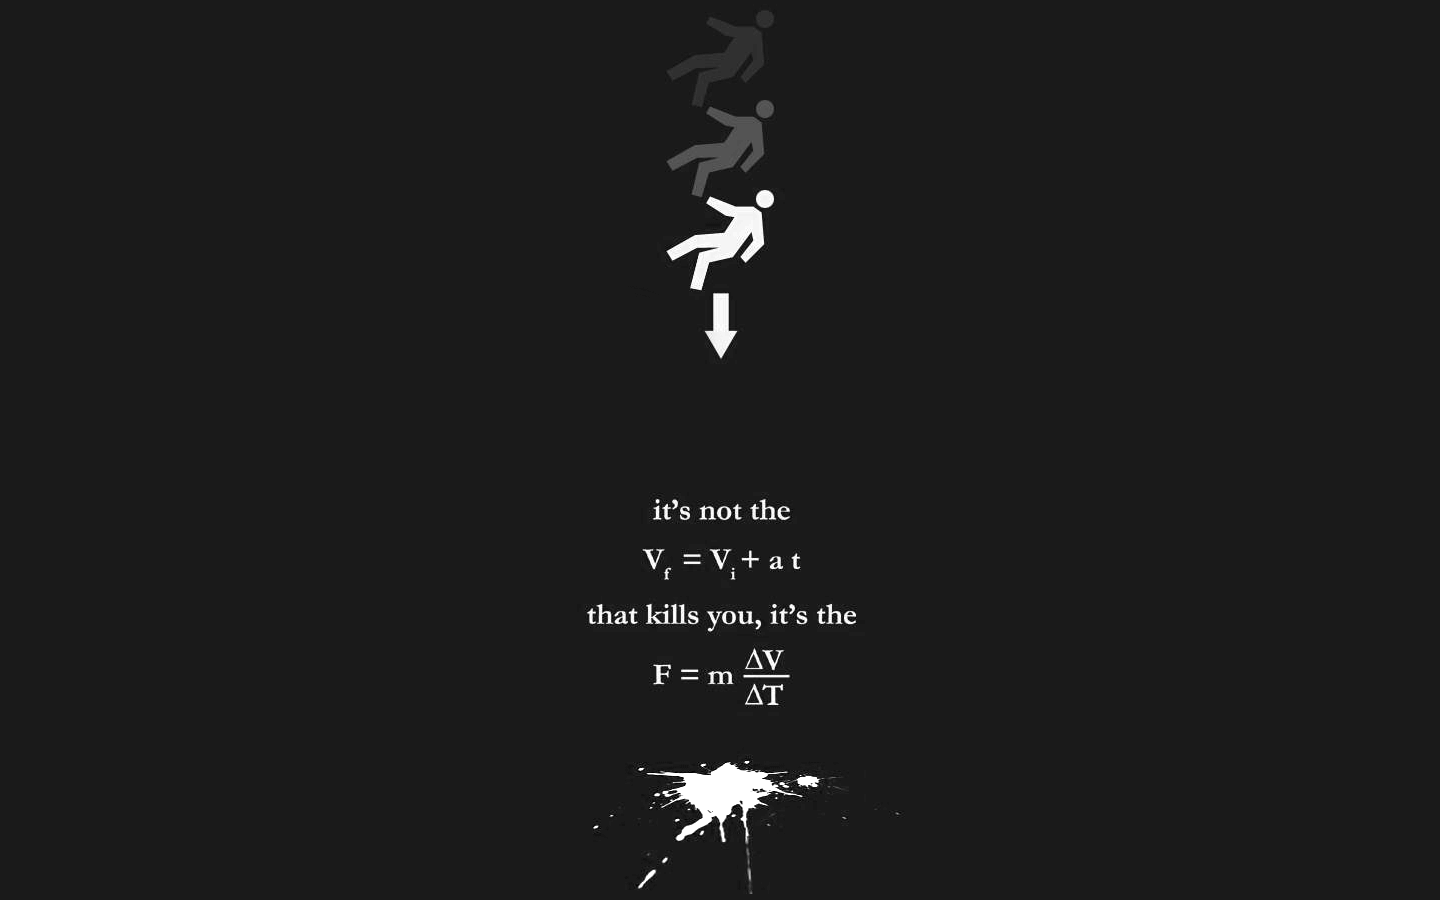 it’s not the
V_f = V_i + a t
that kills you, it’s the
F = m ΔV/ΔT